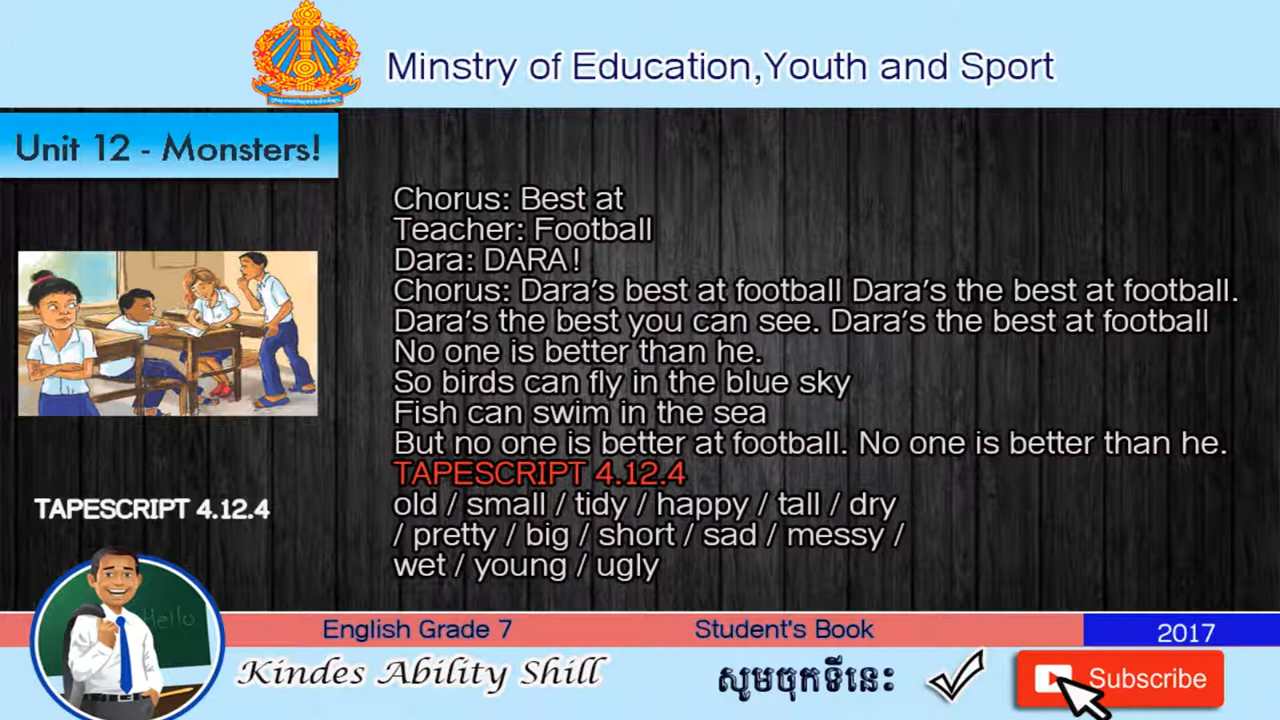 Minstry of Education,Youth and Sport
Unit 12 - Monsters!
Chorus: Best at
Teacher: Football
Dara: DARA!
Chorus: Dara's best at football Dara's the best at football.
Dara's the best you can see. Dara's the best at football
No one is better than he.
So birds can fly in the blue sky
Fish can swim in the sea
But no one is better at football. No one is better than he.
TAPESCRIPT 4.12.4
old / small / tidy / happy / tall / dry
/ pretty / big / short / sad / messy /
wet / young / ugly
TAPESCRIPT 4.12.4
Hello
English Grade 7
Student's Book
2017
Kindes Ability Shill
សូមចុកទីនេះ
Subscribe